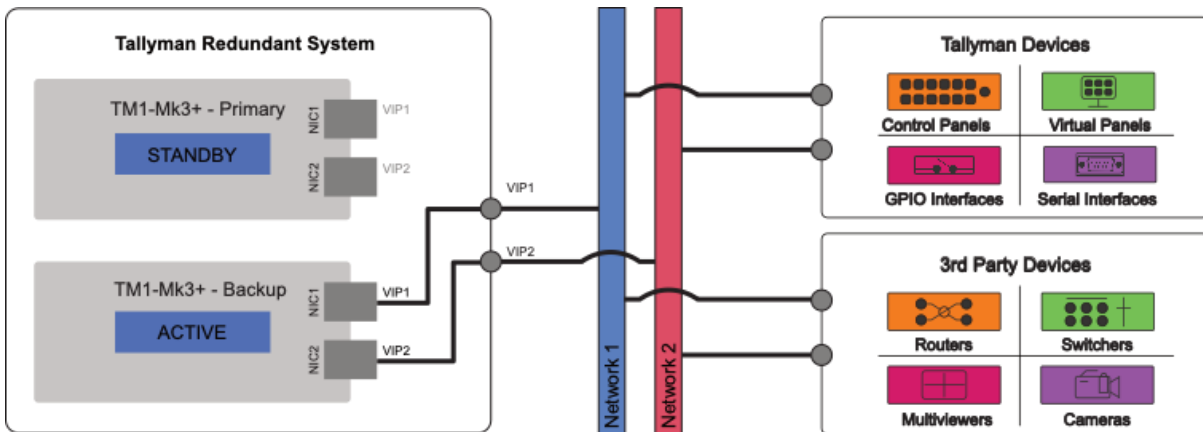 Tallyman Redundant System
TM1-Mk3+ - Primary
STANDBY
NIC1
VIP1
NIC2
VIP2
TM1-Mk3+ - Backup
ACTIVE
NIC1
VIP1
NIC2
VIP2
VIP1
VIP2
Network 1
Network 2
Tallyman Devices
Control Panels
Virtual Panels
GPIO Interfaces
Serial Interfaces
3rd Party Devices
Routers
Switchers
Multiviewers
Cameras